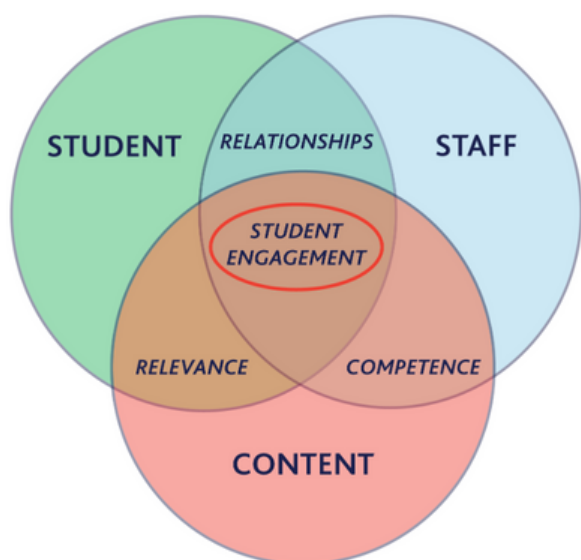 STUDENT
RELATIONSHIPS
STAFF
STUDENT
ENGAGEMENT
RELEVANCE
COMPETENCE
CONTENT